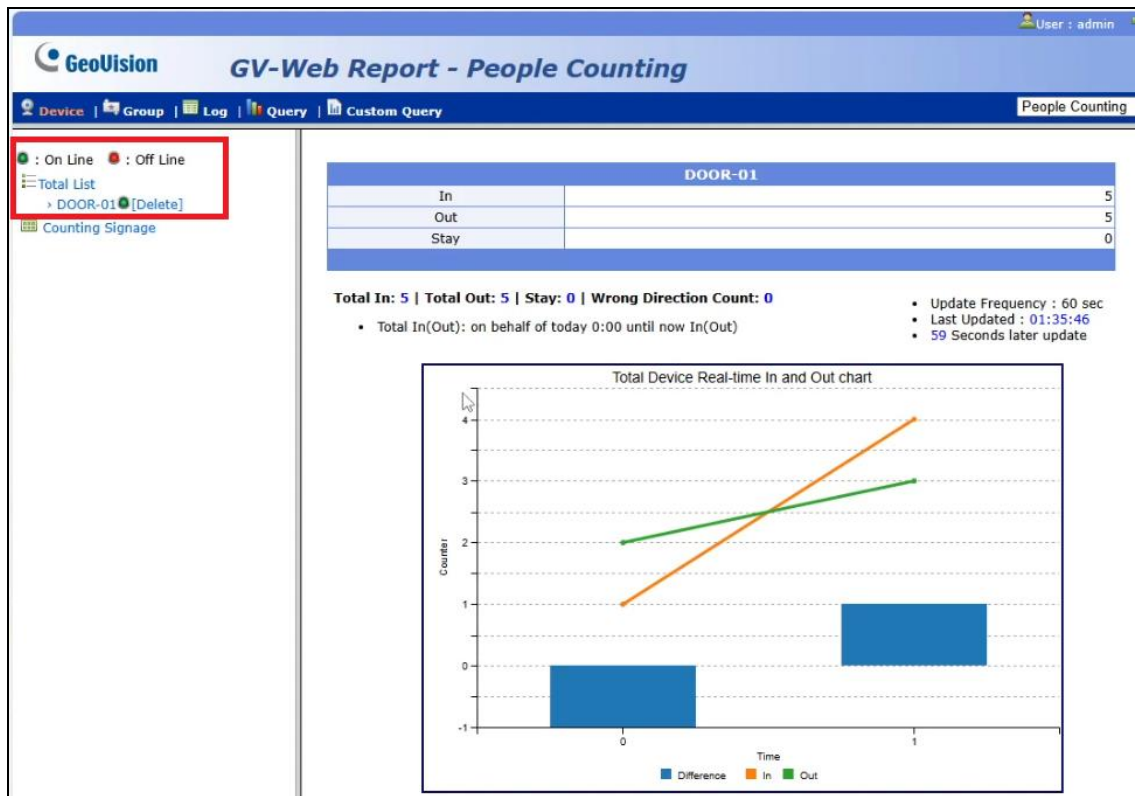 User : admin
GeoVision
GV-Web Report - People Counting
Device | Group | Log | Query | Custom Query
People Counting
: On Line : Off Line
Total List
› DOOR-01 [Delete]
Counting Signage
DOOR-01
In 5
Out 5
Stay 0
Total In: 5 | Total Out: 5 | Stay: 0 | Wrong Direction Count: 0
• Total In(Out): on behalf of today 0:00 until now In(Out)
• Update Frequency : 60 sec
• Last Updated : 01:35:46
• 59 Seconds later update
Total Device Real-time In and Out chart
4
3
2
1
0
-1
Counter
0 1
Time
Difference In Out